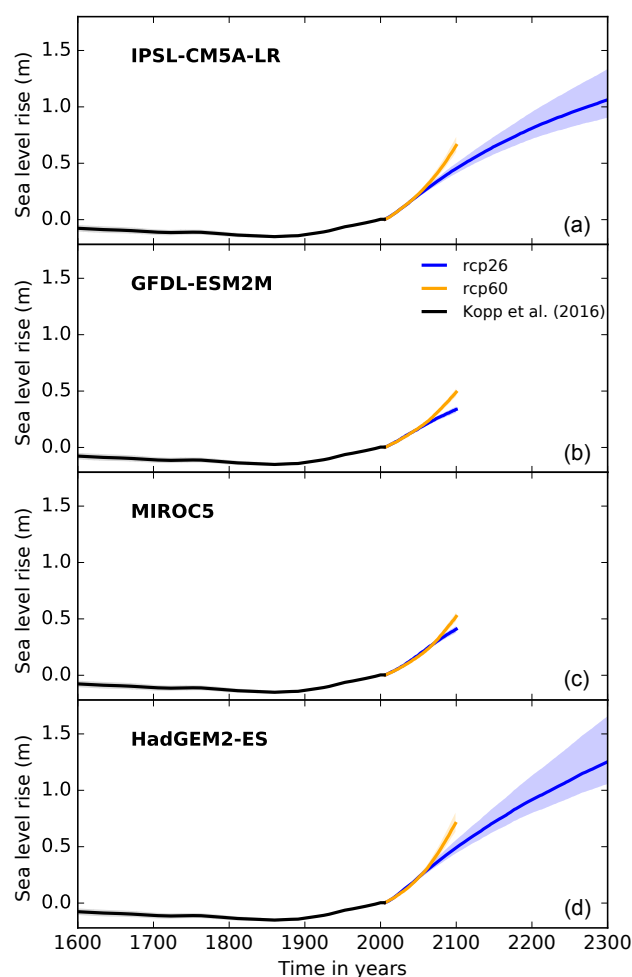 1.5
IPSL-CM5A-LR
1.0
0.5
0.0
Sea level rise (m)
(a)
1.5
GFDL-ESM2M
rcp26
rcp60
Kopp et al. (2016)
1.0
0.5
0.0
Sea level rise (m)
(b)
1.5
MIROC5
1.0
0.5
0.0
Sea level rise (m)
(c)
1.5
HadGEM2-ES
1.0
0.5
0.0
Sea level rise (m)
(d)
1600 1700 1800 1900 2000 2100 2200 2300
Time in years